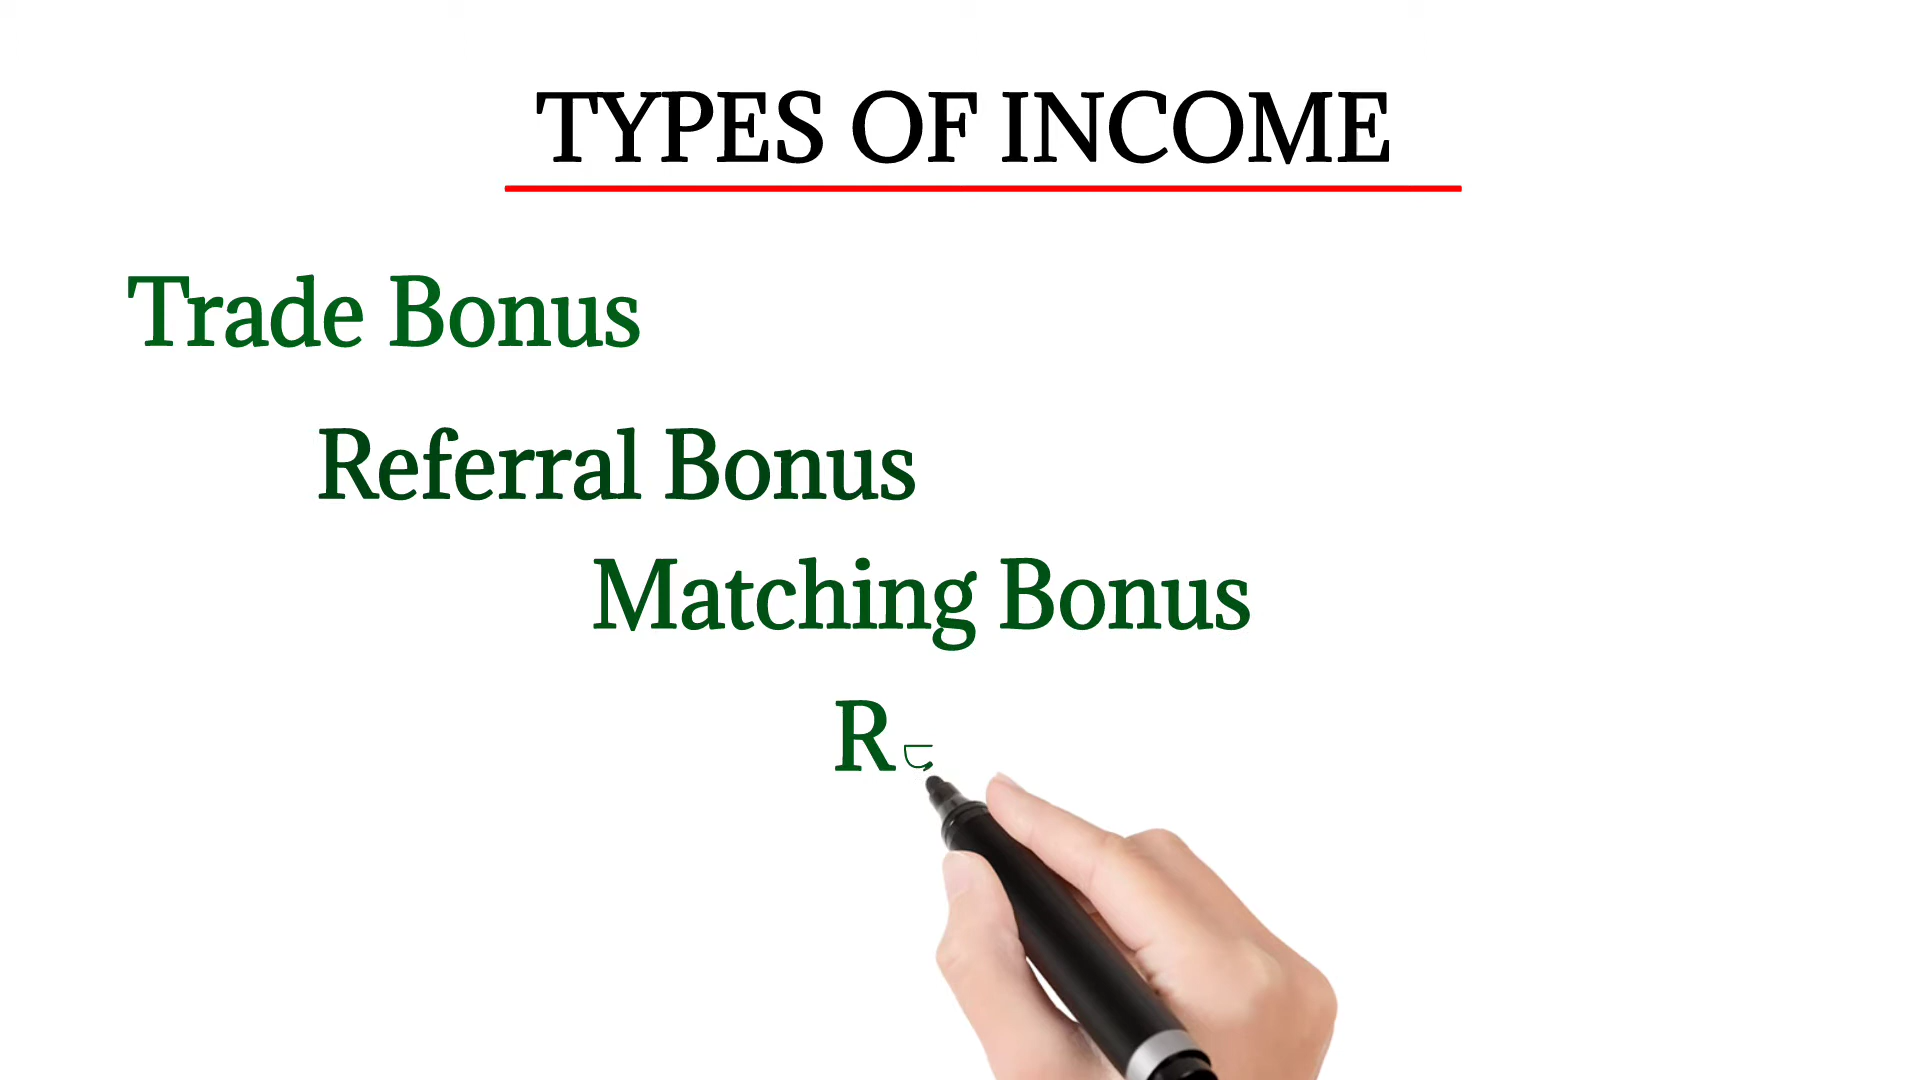 TYPES OF INCOME
Trade Bonus
Referral Bonus
Matching Bonus
R